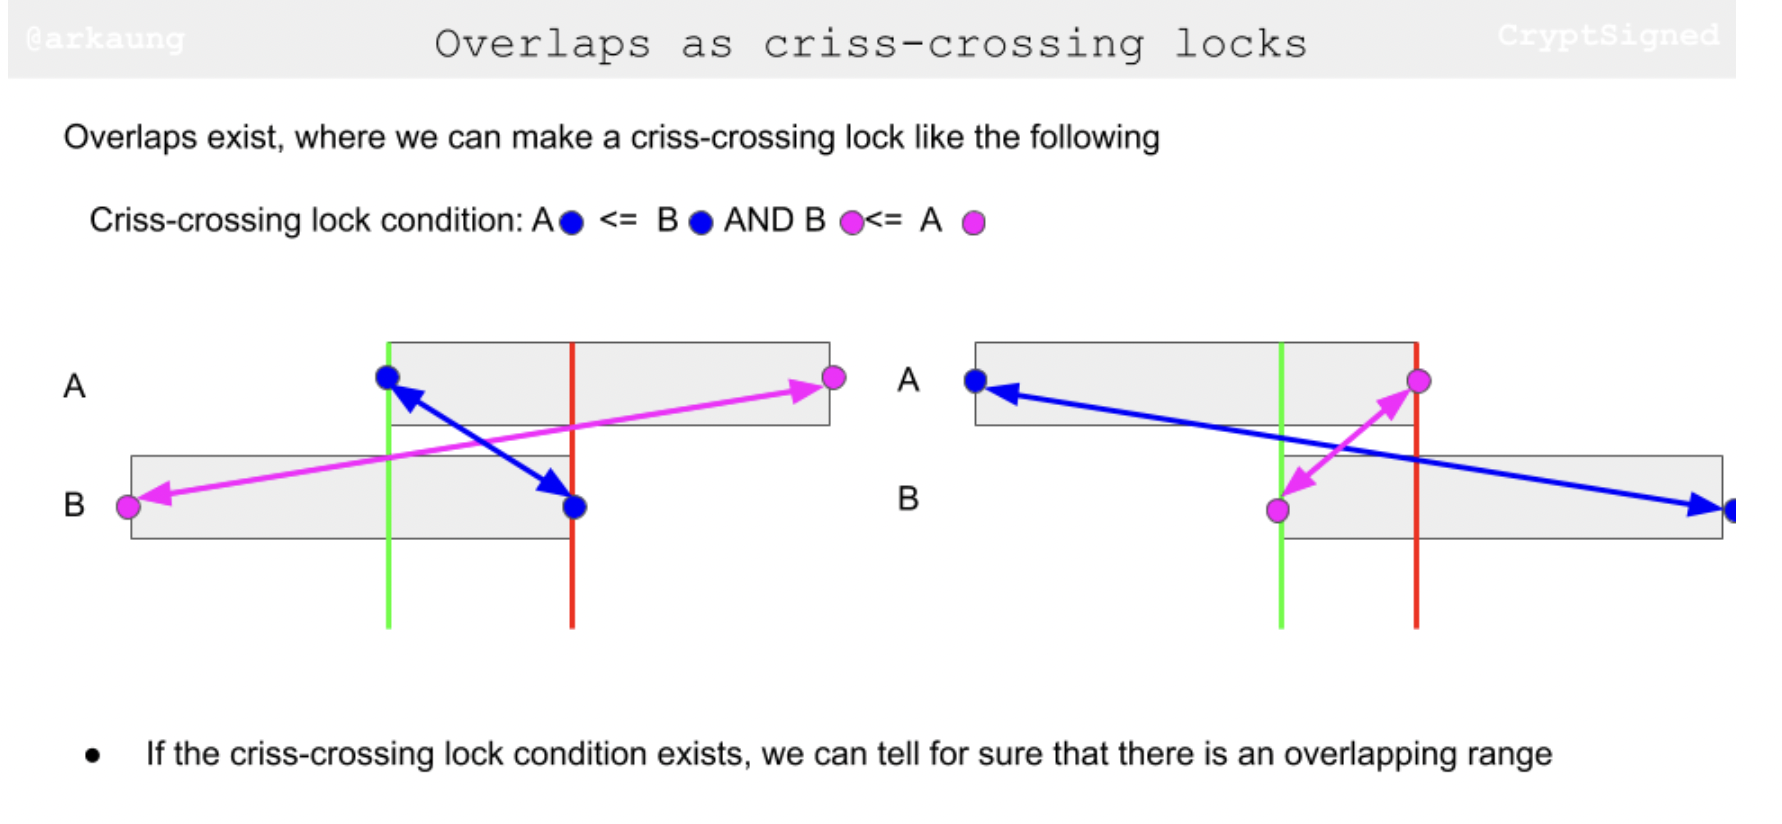 @arkaung
Overlaps as criss-crossing locks
CryptSigned
Overlaps exist, where we can make a criss-crossing lock like the following
Criss-crossing lock condition: A <= B AND B <= A
A
B
A
B
● If the criss-crossing lock condition exists, we can tell for sure that there is an overlapping range